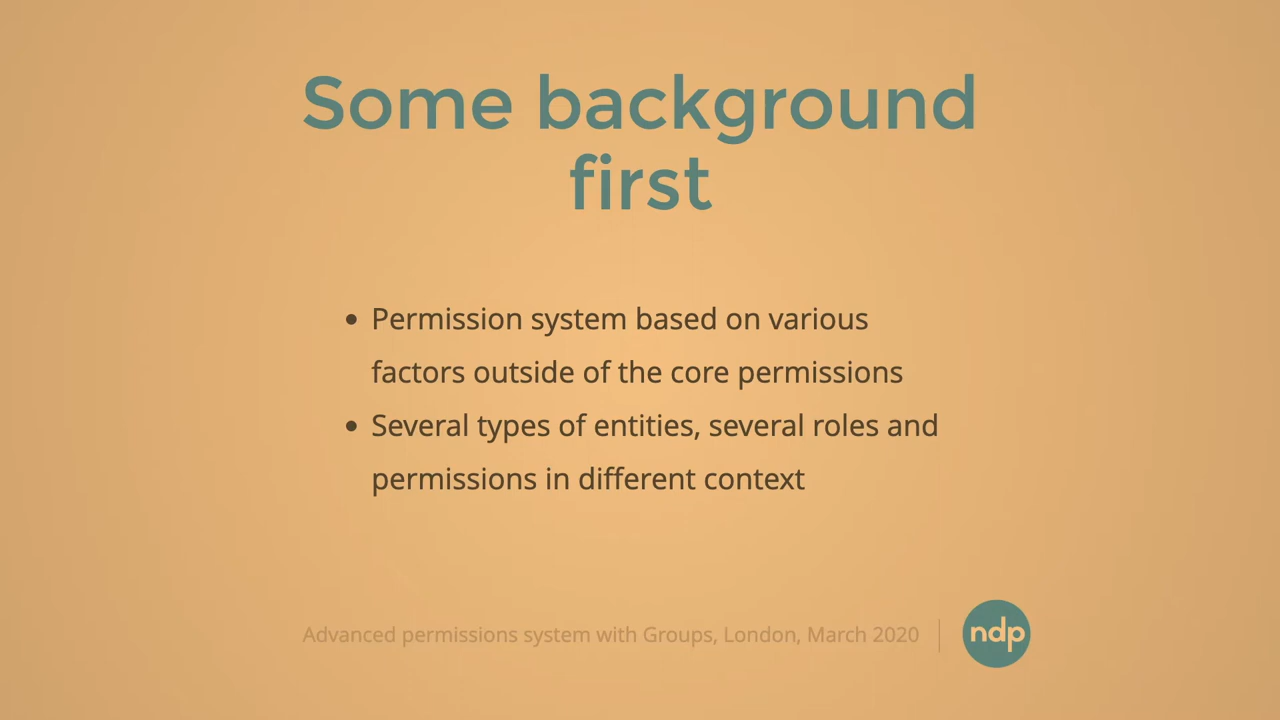 Some background
first
• Permission system based on various
factors outside of the core permissions
• Several types of entities, several roles and
permissions in different context
Advanced permissions system with Groups, London, March 2020
ndp